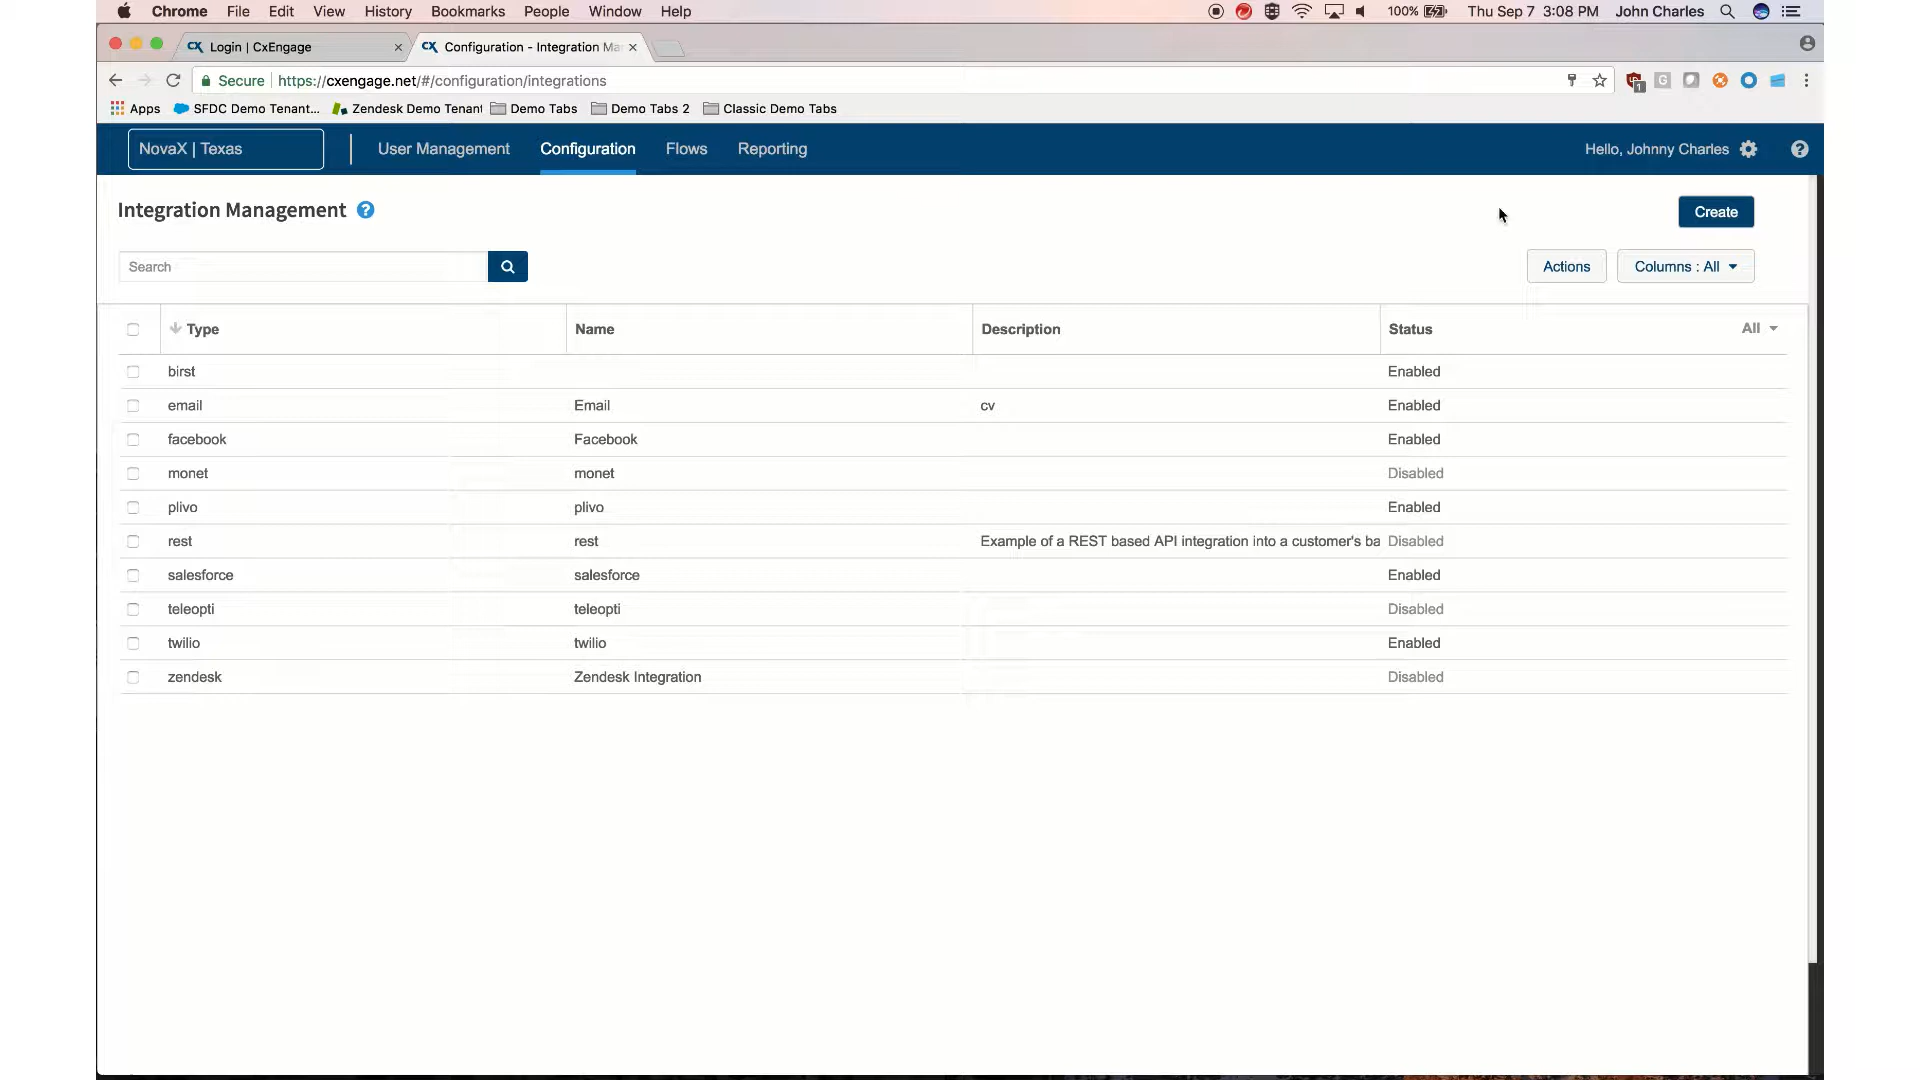 Chrome File Edit View History Bookmarks People Window Help 100% Thu Sep 7 3:08 PM John Charles
CX Login | CxEngage × CX Configuration - Integration Ma ×
Secure https://cxengage.net/#/configuration/integrations 1 G
Apps SFDC Demo Tenant... Zendesk Demo Tenant Demo Tabs Demo Tabs 2 Classic Demo Tabs
NovaX | Texas User Management Configuration Flows Reporting Hello, Johnny Charles ?
Integration Management ? Create
Search Actions Columns : All
Type Name Description Status All
birst Enabled
email Email cv Enabled
facebook Facebook Enabled
monet monet Disabled
plivo plivo Enabled
rest rest Example of a REST based API integration into a customer's ba Disabled
salesforce salesforce Enabled
teleopti teleopti Disabled
twilio twilio Enabled
zendesk Zendesk Integration Disabled